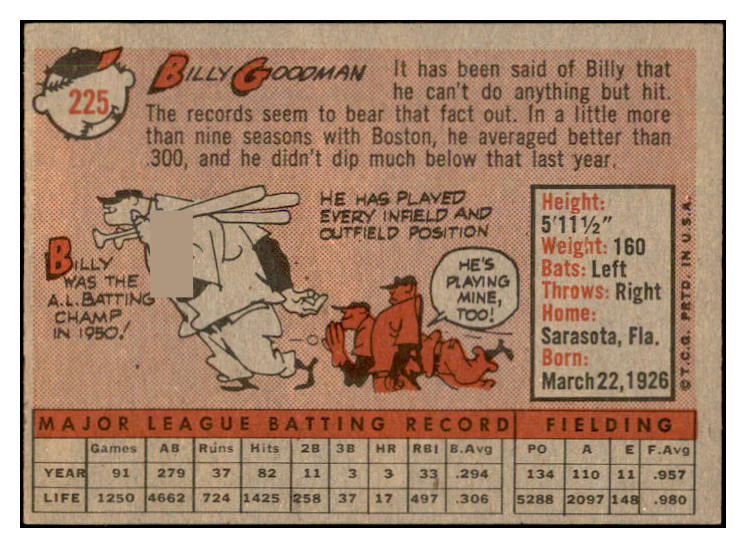 225
BILLY GOODMAN
It has been said of Billy that
he can't do anything but hit.
The records seem to bear that fact out. In a little more
than nine seasons with Boston, he averaged better than
.300, and he didn't dip much below that last year.
HE HAS PLAYED
EVERY INFIELD AND
OUTFIELD POSITION
BILLY
WAS THE
A.L. BATTING
CHAMP
IN 1950!
HE'S
PLAYING
MINE,
TOO!
Height:
5'11½"
Weight: 160
Bats: Left
Throws: Right
Home:
Sarasota, Fla.
Born:
March 22, 1926
© T.C.G. PRTD. IN U.S.A.
MAJOR LEAGUE BATTING RECORD FIELDING
Games AB Runs Hits 2B 3B HR RBI B.Avg PO A E F.Avg
YEAR 91 279 37 82 11 3 3 33 .294 134 110 11 .957
LIFE 1250 4662 724 1425 258 37 17 497 .306 5288 2097 148 .980